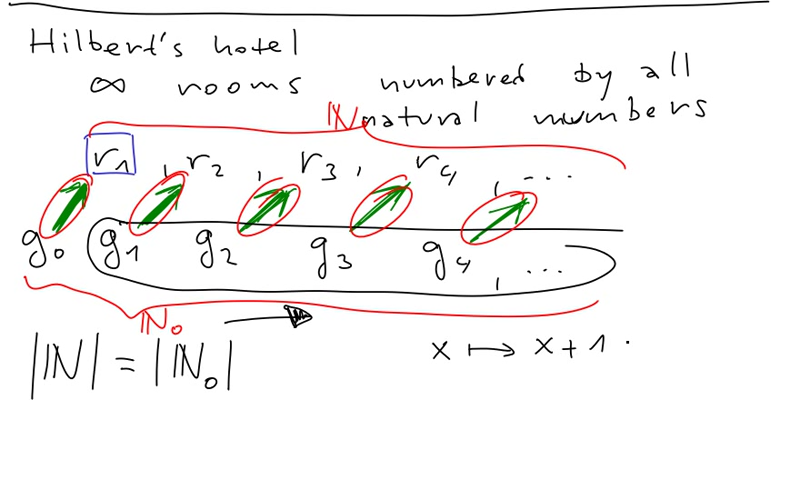 Hilbert's hotel
∞ rooms numbered by all
ℕ natural numbers
r₁, r₂, r₃, r₄, ...
g₀ g₁ g₂ g₃ g₄, ...
ℕ₀
|ℕ| = |ℕ₀| x ↦ x + 1.